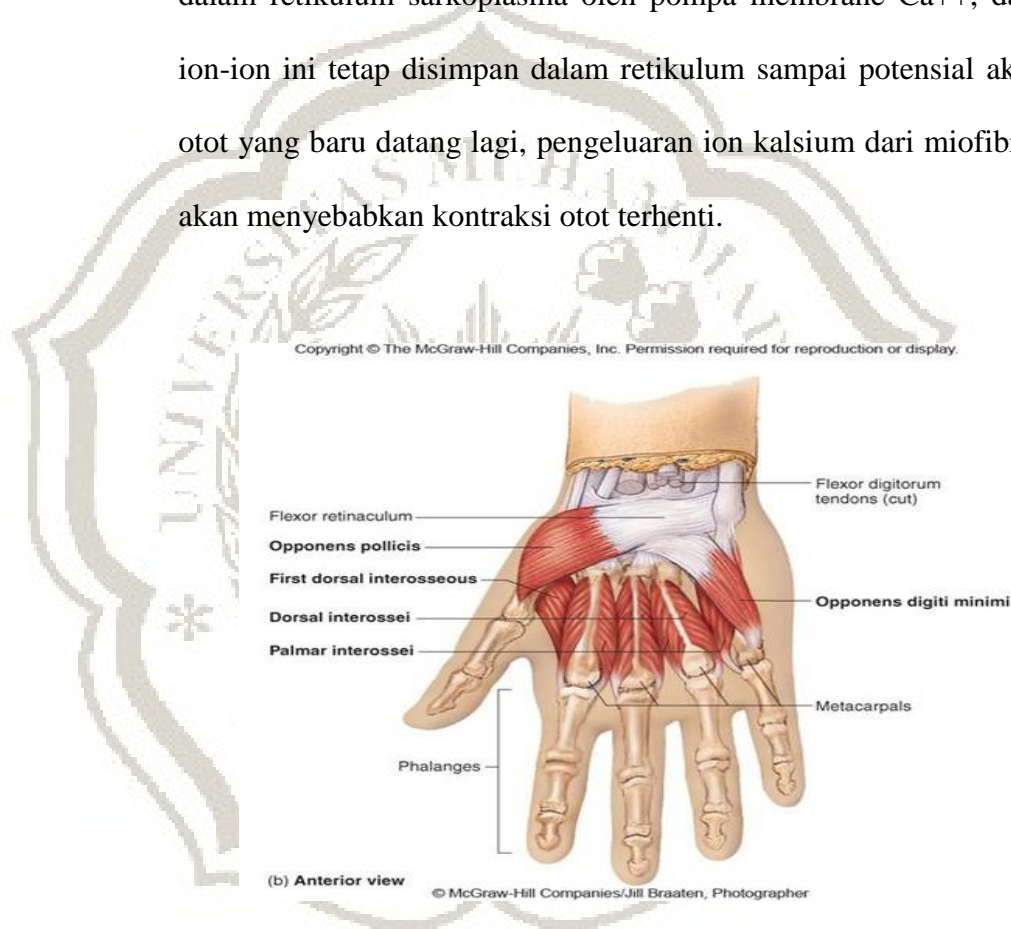 dalam retikulum sarkoplasma oleh pompa membrane Ca++, da
ion-ion ini tetap disimpan dalam retikulum sampai potensial ak
otot yang baru datang lagi, pengeluaran ion kalsium dari miofibr
akan menyebabkan kontraksi otot terhenti.
UNIVERSITAS MUHAMMADIYAH
Copyright © The McGraw-Hill Companies, Inc. Permission required for reproduction or display.
Flexor digitorum
tendons (cut)
Flexor retinaculum
Opponens pollicis
First dorsal interosseous
Opponens digiti minimi
Dorsal interossei
Palmar interossei
Metacarpals
Phalanges
(b) Anterior view
© McGraw-Hill Companies/Jill Braaten, Photographer